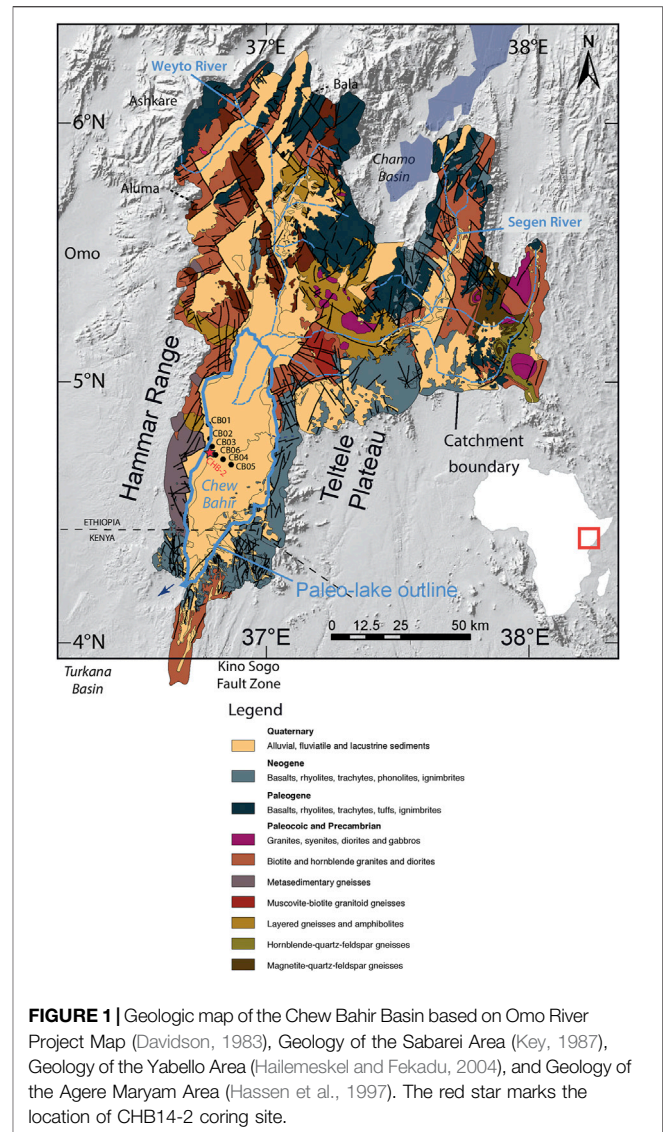 37°E
38°E
N
Weyto River
Bala
Ashkare
6°N
Chamo
Basin
Aluma
Segen River
Omo
5°N
Hammar Range
CB01
CB02
CB03
CB06
CB04
CB05
Chew
Bahir
Teltele
Plateau
Catchment
boundary
ETHIOPIA
KENYA
Paleo-lake outline
4°N
37°E
0 12.5 25 50 km
38°E
Turkana
Basin
Kino Sogo
Fault Zone
Legend
Quaternary
Alluvial, fluviatile and lacustrine sediments
Neogene
Basalts, rhyolites, trachytes, phonolites, ignimbrites
Paleogene
Basalts, rhyolites, trachytes, tuffs, ignimbrites
Paleocoic and Precambrian
Granites, syenites, diorites and gabbros
Biotite and hornblende granites and diorites
Metasedimentary gneisses
Muscovite-biotite granitoid gneisses
Layered gneisses and amphibolites
Hornblende-quartz-feldspar gneisses
Magnetite-quartz-feldspar gneisses
FIGURE 1 | Geologic map of the Chew Bahir Basin based on Omo River
Project Map (Davidson, 1983), Geology of the Sabarei Area (Key, 1987),
Geology of the Yabello Area (Hailemeskel and Fekadu, 2004), and Geology of
the Agere Maryam Area (Hassen et al., 1997). The red star marks the
location of CHB14-2 coring site.